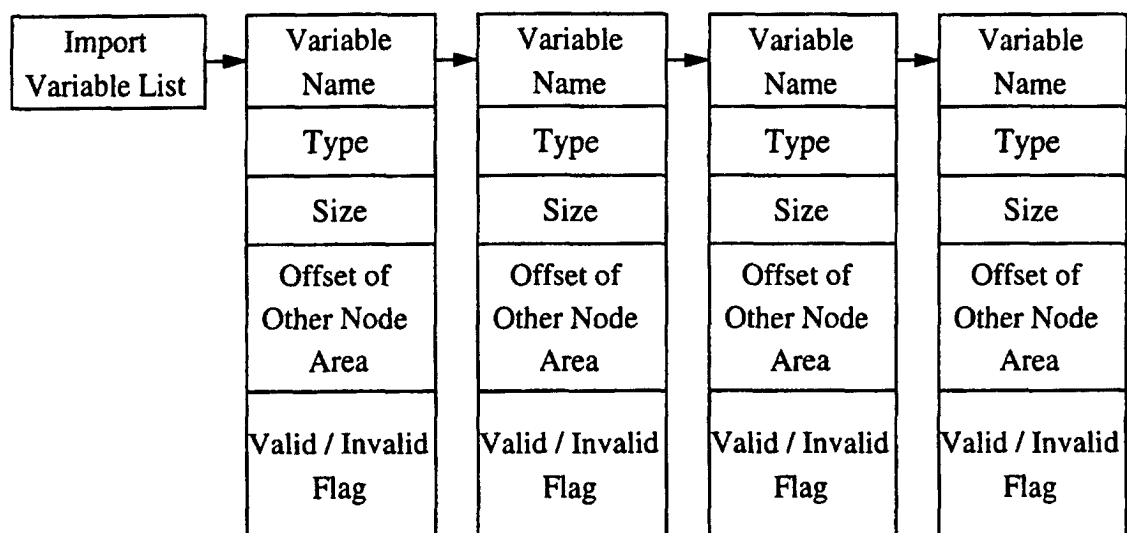 Import
Variable List
Variable
Name
Type
Size
Offset of
Other Node
Area
Valid / Invalid
Flag
Variable
Name
Type
Size
Offset of
Other Node
Area
Valid / Invalid
Flag
Variable
Name
Type
Size
Offset of
Other Node
Area
Valid / Invalid
Flag
Variable
Name
Type
Size
Offset of
Other Node
Area
Valid / Invalid
Flag